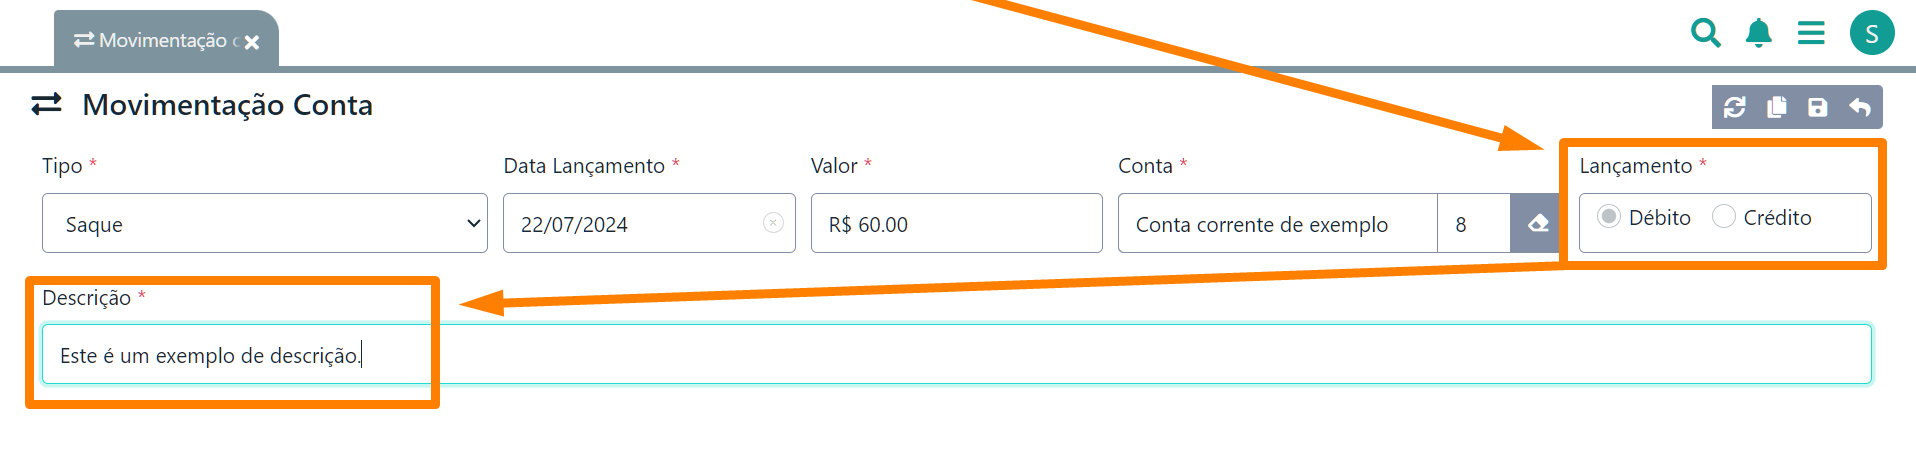 Movimentação c
S
Movimentação Conta
Tipo *
Data Lançamento *
Valor *
Conta *
Lançamento *
Saque
22/07/2024
R$ 60.00
Conta corrente de exemplo
8
Débito
Crédito
Descrição *
Este é um exemplo de descrição.